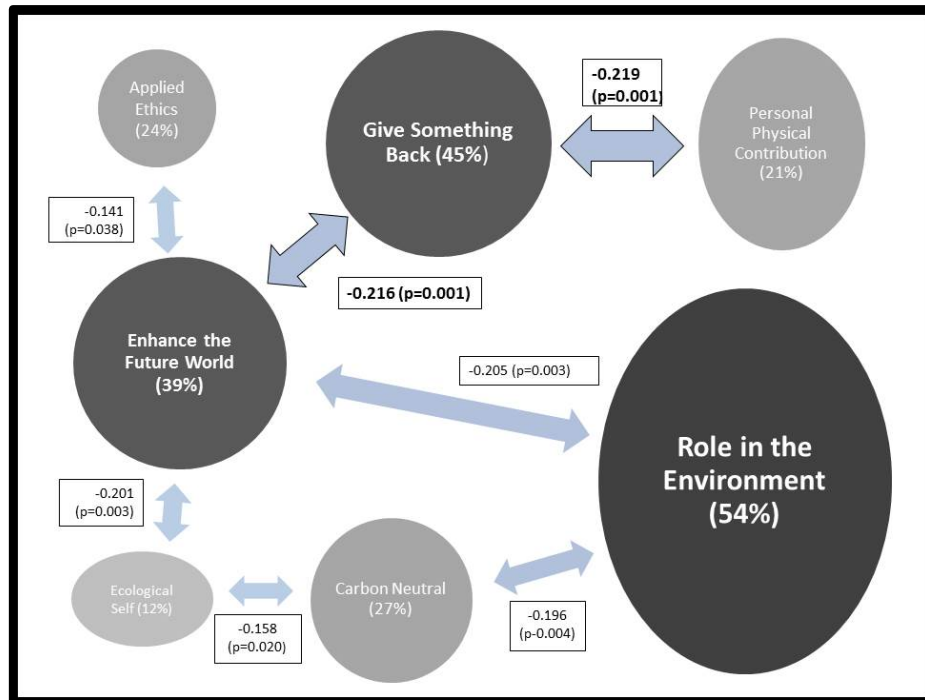 Applied
Ethics
(24%)
-0.219
(p=0.001)
Give Something
Back (45%)
Personal
Physical
Contribution
(21%)
-0.141
(p=0.038)
-0.216 (p=0.001)
Enhance the
Future World
(39%)
-0.205 (p=0.003)
Role in the
Environment
(54%)
-0.201
(p=0.003)
Ecological
Self (12%)
Carbon Neutral
(27%)
-0.158
(p=0.020)
-0.196
(p-0.004)